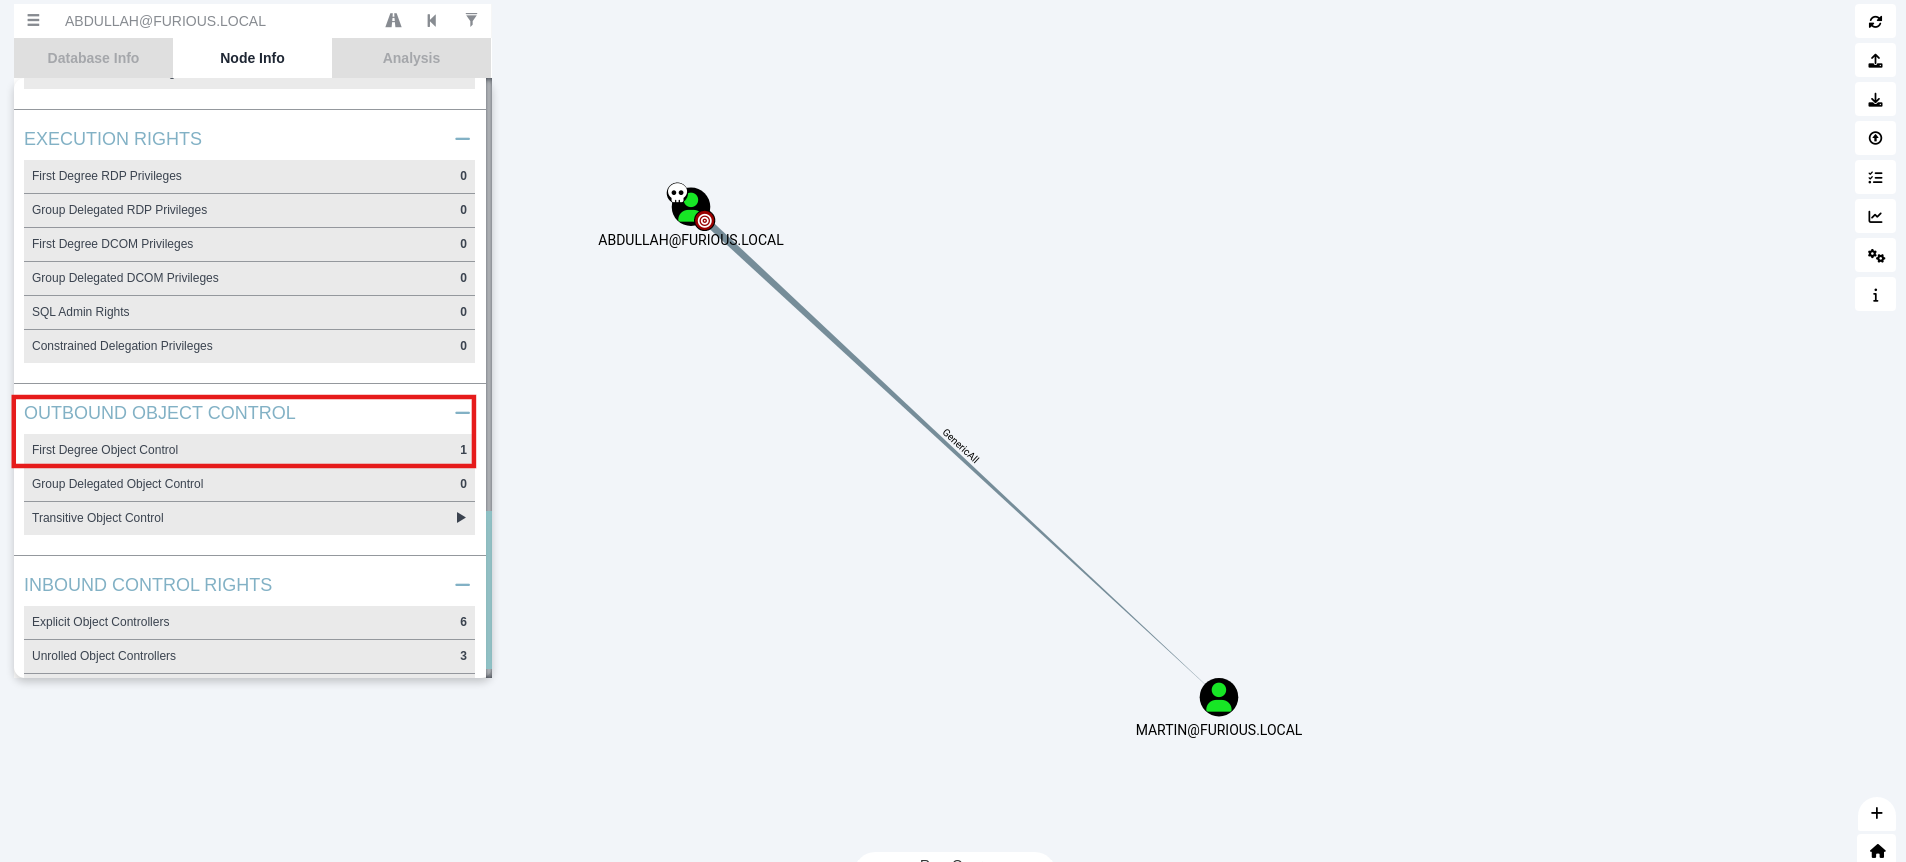 ABDULLAH@FURIOUS.LOCAL
Database Info
Node Info
Analysis
EXECUTION RIGHTS
First Degree RDP Privileges 0
Group Delegated RDP Privileges 0
First Degree DCOM Privileges 0
Group Delegated DCOM Privileges 0
SQL Admin Rights 0
Constrained Delegation Privileges 0
OUTBOUND OBJECT CONTROL
First Degree Object Control 1
Group Delegated Object Control 0
Transitive Object Control
INBOUND CONTROL RIGHTS
Explicit Object Controllers 6
Unrolled Object Controllers 3
ABDULLAH@FURIOUS.LOCAL
GenericAll
MARTIN@FURIOUS.LOCAL